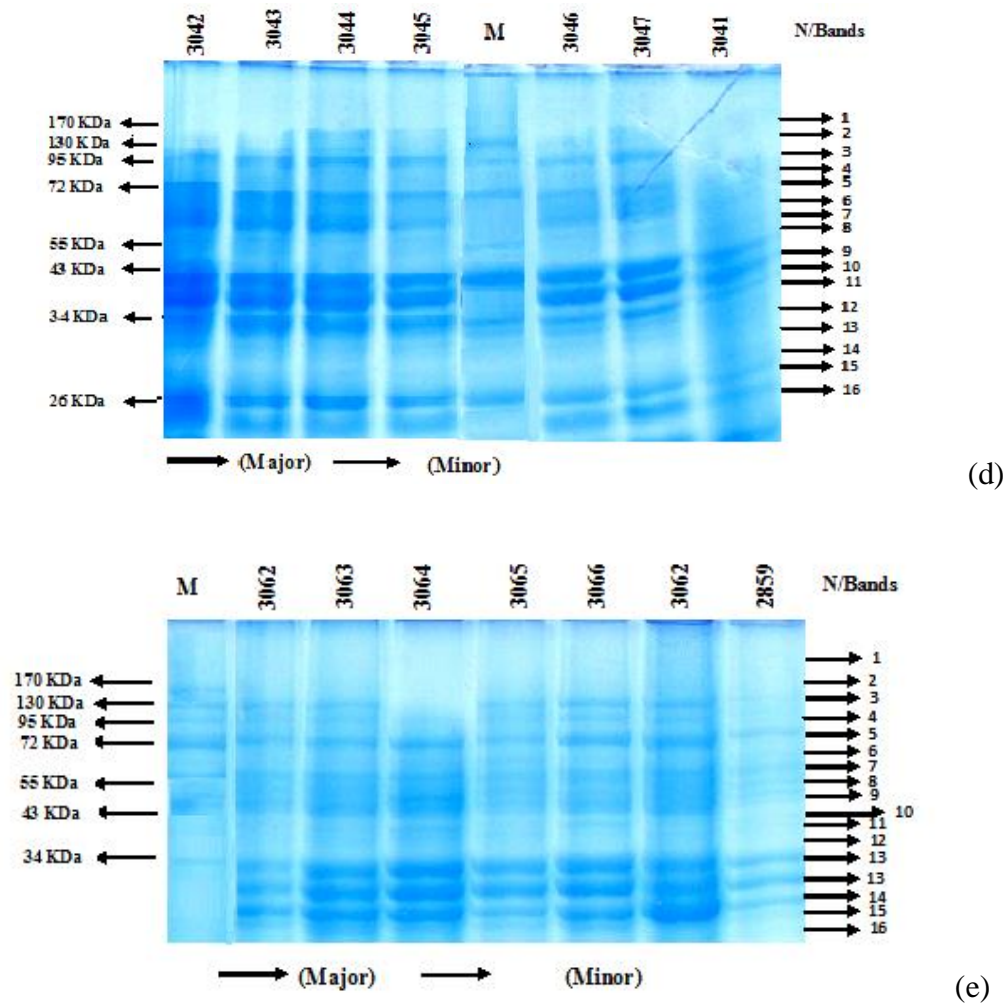 3042 3043 3044 3045 M 3046 3047 3041 N/Bands
170 KDa
130 KDa
95 KDa
72 KDa
55 KDa
43 KDa
34 KDa
26 KDa
1
2
3
4
5
6
7
8
9
10
11
12
13
14
15
16
(Major) (Minor)
(d)
M 3062 3063 3064 3065 3066 3062 2859 N/Bands
170 KDa
130 KDa
95 KDa
72 KDa
55 KDa
43 KDa
34 KDa
1
2
3
4
5
6
7
8
9
10
11
12
13
13
14
15
16
(Major) (Minor)
(e)